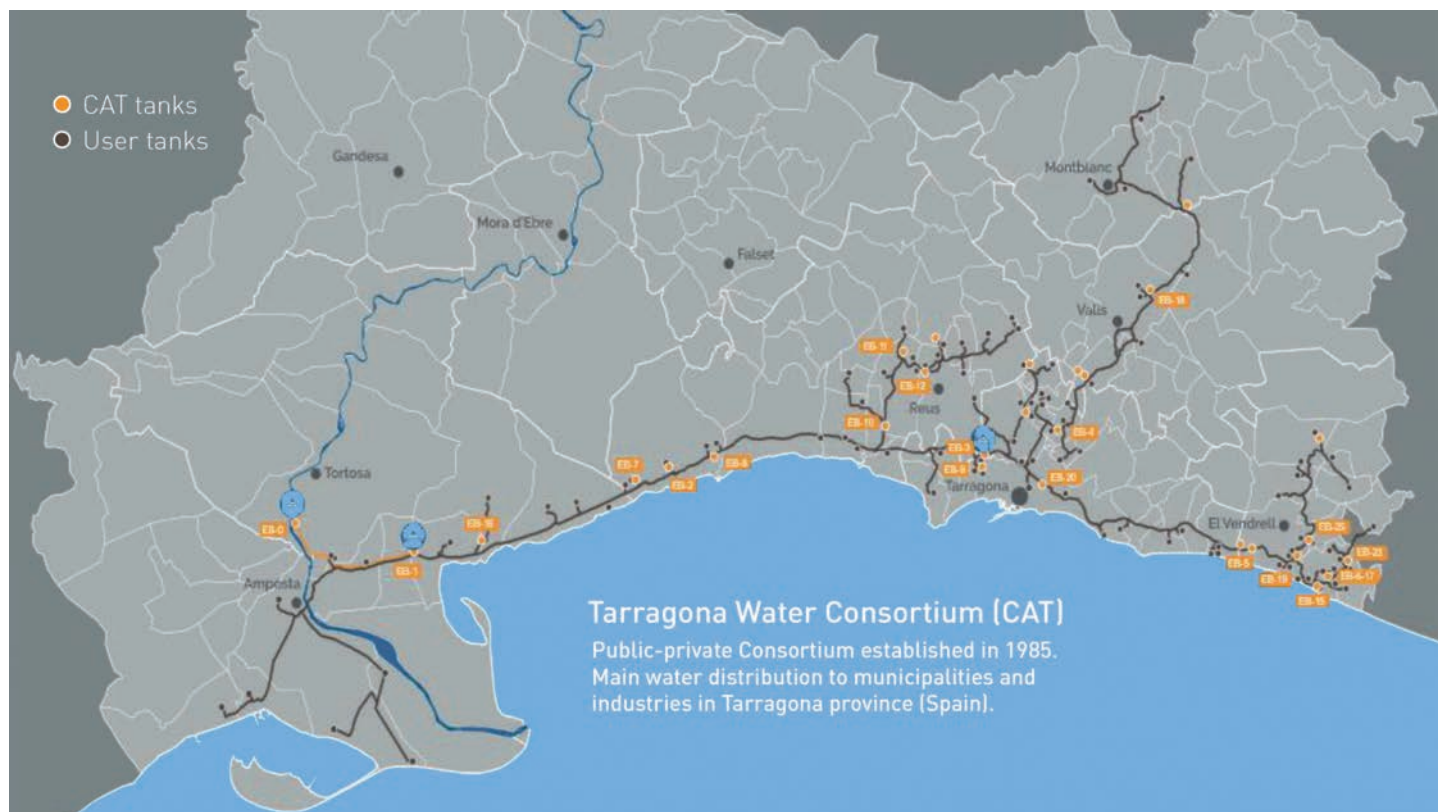 CAT tanks
User tanks
Gandesa
Montblanc
Mora d'Ebre
Falset
EB-18
Valls
EB-11
EB-12
Reus
EB-10
EB-4
EB-3
EB-7
EB-8
EB-9
Tortosa
EB-2
EB-20
Tarragona
EB-0
EB-16
El Vendrell
EB-25
EB-23
EB-1
EB-5
EB-19
EB-6-17
Amposta
EB-15
Tarragona Water Consortium (CAT)
Public-private Consortium established in 1985.
Main water distribution to municipalities and
industries in Tarragona province (Spain).